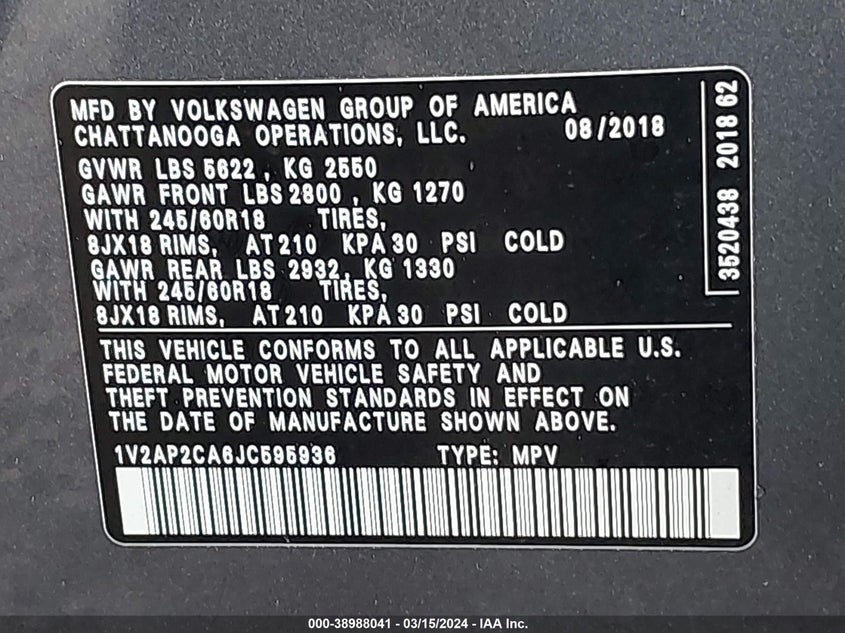 MFD BY VOLKSWAGEN GROUP OF AMERICA
CHATTANOOGA OPERATIONS, LLC. 08/2018
GVWR LBS 5622 , KG 2550
GAWR FRONT LBS 2800 , KG 1270
WITH 245/60R18 TIRES,
8JX18 RIMS, AT 210 KPA 30 PSI COLD
GAWR REAR LBS 2932, KG 1330
WITH 245/60R18 TIRES,
8JX18 RIMS, AT 210 KPA 30 PSI COLD
THIS VEHICLE CONFORMS TO ALL APPLICABLE U.S.
FEDERAL MOTOR VEHICLE SAFETY AND
THEFT PREVENTION STANDARDS IN EFFECT ON
THE DATE OF MANUFACTURE SHOWN ABOVE.
1V2AP2CA6JC595936 TYPE: MPV
3520438 2018 62
000-38988041 - 03/15/2024 - IAA Inc.